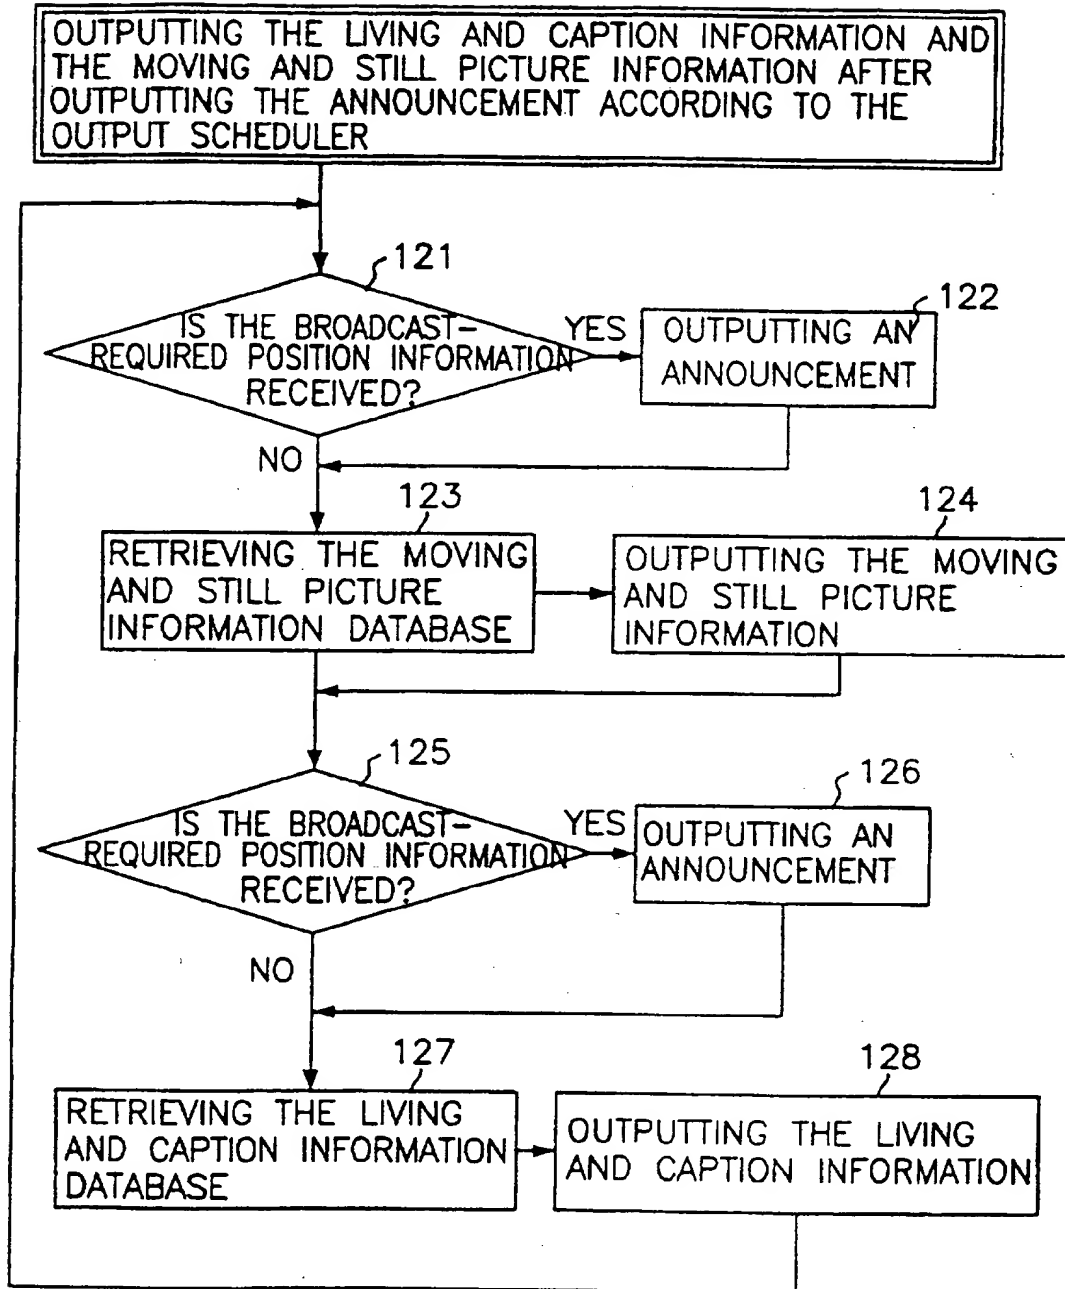 OUTPUTTING THE LIVING AND CAPTION INFORMATION AND
THE MOVING AND STILL PICTURE INFORMATION AFTER
OUTPUTTING THE ANNOUNCEMENT ACCORDING TO THE
OUTPUT SCHEDULER
121
IS THE BROADCAST-
REQUIRED POSITION INFORMATION
RECEIVED?
YES
122
OUTPUTTING AN
ANNOUNCEMENT
NO
123
RETRIEVING THE MOVING
AND STILL PICTURE
INFORMATION DATABASE
124
OUTPUTTING THE MOVING
AND STILL PICTURE
INFORMATION
125
IS THE BROADCAST-
REQUIRED POSITION INFORMATION
RECEIVED?
YES
126
OUTPUTTING AN
ANNOUNCEMENT
NO
127
RETRIEVING THE LIVING
AND CAPTION INFORMATION
DATABASE
128
OUTPUTTING THE LIVING
AND CAPTION INFORMATION